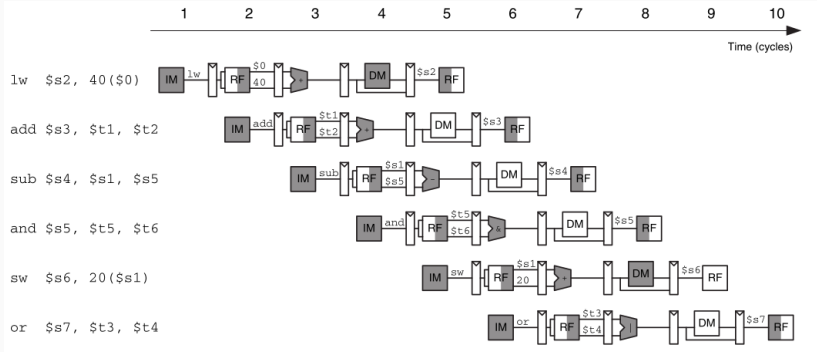 1 2 3 4 5 6 7 8 9 10
Time (cycles)
lw $s2, 40($0) IM lw RF $0 40 + DM $s2 RF
add $s3, $t1, $t2 IM add RF $t1 $t2 + DM $s3 RF
sub $s4, $s1, $s5 IM sub RF $s1 $s5 - DM $s4 RF
and $s5, $t5, $t6 IM and RF $t5 $t6 & DM $s5 RF
sw $s6, 20($s1) IM sw RF $s1 20 + DM $s6 RF
or $s7, $t3, $t4 IM or RF $t3 $t4 | DM $s7 RF